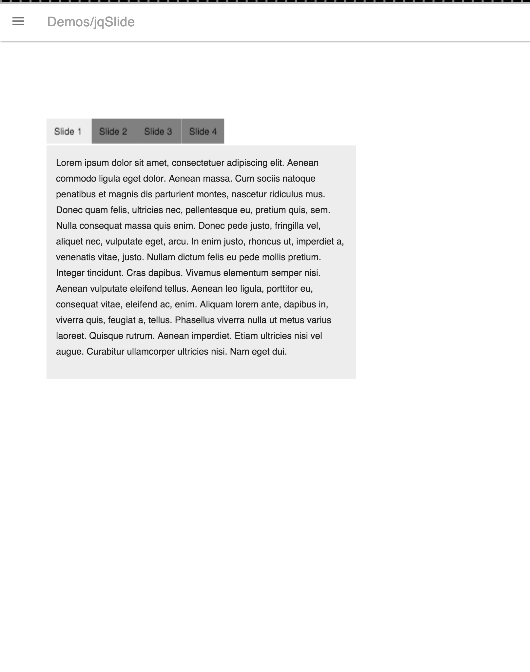 Demos/jqSlide
Slide 1 Slide 2 Slide 3 Slide 4
Lorem ipsum dolor sit amet, consectetuer adipiscing elit. Aenean
commodo ligula eget dolor. Aenean massa. Cum sociis natoque
penatibus et magnis dis parturient montes, nascetur ridiculus mus.
Donec quam felis, ultricies nec, pellentesque eu, pretium quis, sem.
Nulla consequat massa quis enim. Donec pede justo, fringilla vel,
aliquet nec, vulputate eget, arcu. In enim justo, rhoncus ut, imperdiet a,
venenatis vitae, justo. Nullam dictum felis eu pede mollis pretium.
Integer tincidunt. Cras dapibus. Vivamus elementum semper nisi.
Aenean vulputate eleifend tellus. Aenean leo ligula, porttitor eu,
consequat vitae, eleifend ac, enim. Aliquam lorem ante, dapibus in,
viverra quis, feugiat a, tellus. Phasellus viverra nulla ut metus varius
laoreet. Quisque rutrum. Aenean imperdiet. Etiam ultricies nisi vel
augue. Curabitur ullamcorper ultricies nisi. Nam eget dui.